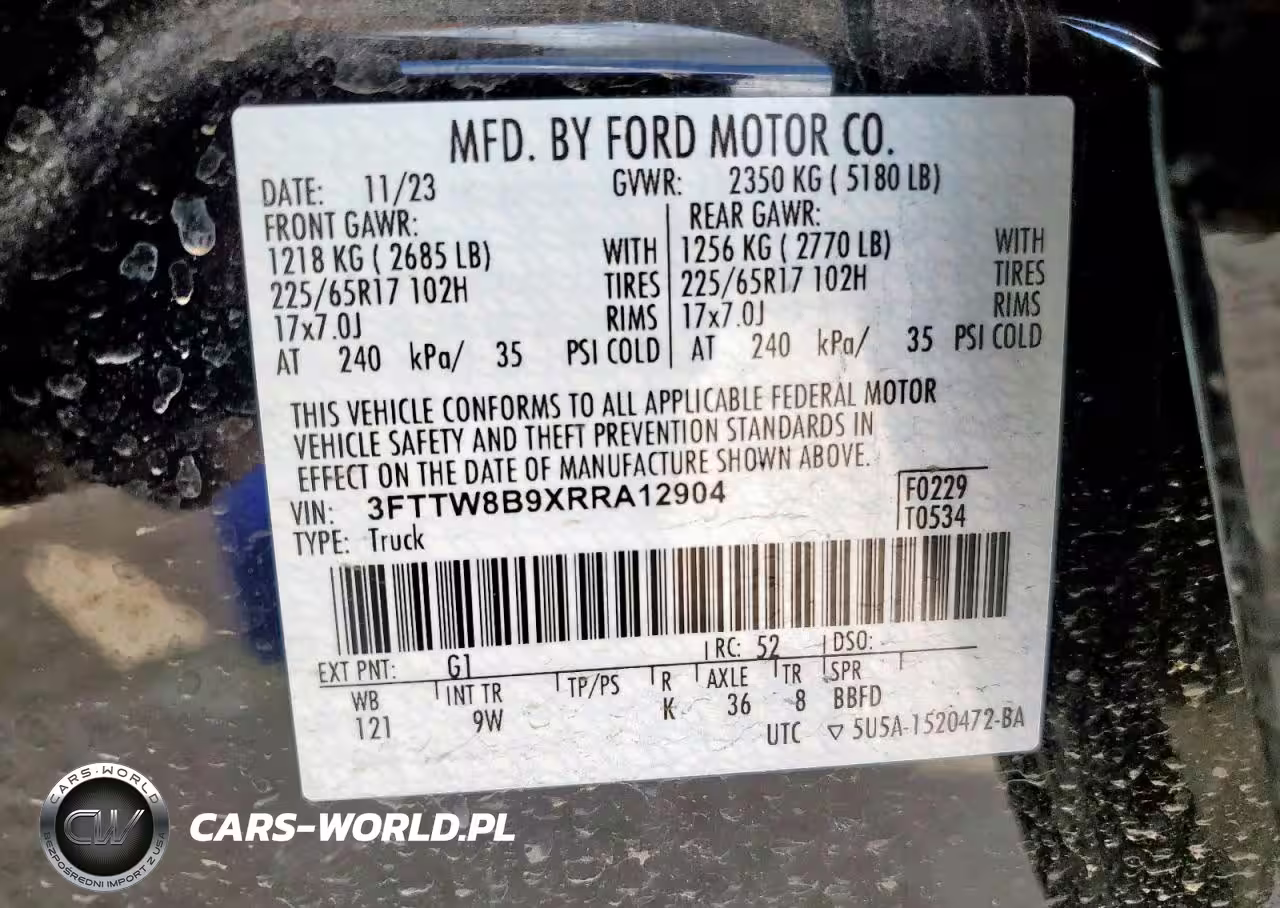 MFD. BY FORD MOTOR CO.
DATE: 11/23 GVWR: 2350 KG ( 5180 LB)
FRONT GAWR: REAR GAWR:
1218 KG ( 2685 LB) WITH 1256 KG ( 2770 LB) WITH
225/65R17 102H TIRES 225/65R17 102H TIRES
17x7.0J RIMS 17x7.0J RIMS
AT 240 kPa/ 35 PSI COLD AT 240 kPa/ 35 PSI COLD
THIS VEHICLE CONFORMS TO ALL APPLICABLE FEDERAL MOTOR
VEHICLE SAFETY AND THEFT PREVENTION STANDARDS IN
EFFECT ON THE DATE OF MANUFACTURE SHOWN ABOVE.
VIN: 3FTTW8B9XRRA12904 F0229
TYPE: Truck T0534
EXT PNT: G1 RC: 52 DSO:
WB INT TR TP/PS R AXLE TR SPR
121 9W K 36 8 BBFD
UTC ▽ 5U5A-1520472-BA
CARS-WORLD
CW
BEZPOŚREDNI IMPORT Z USA
CARS-WORLD.PL